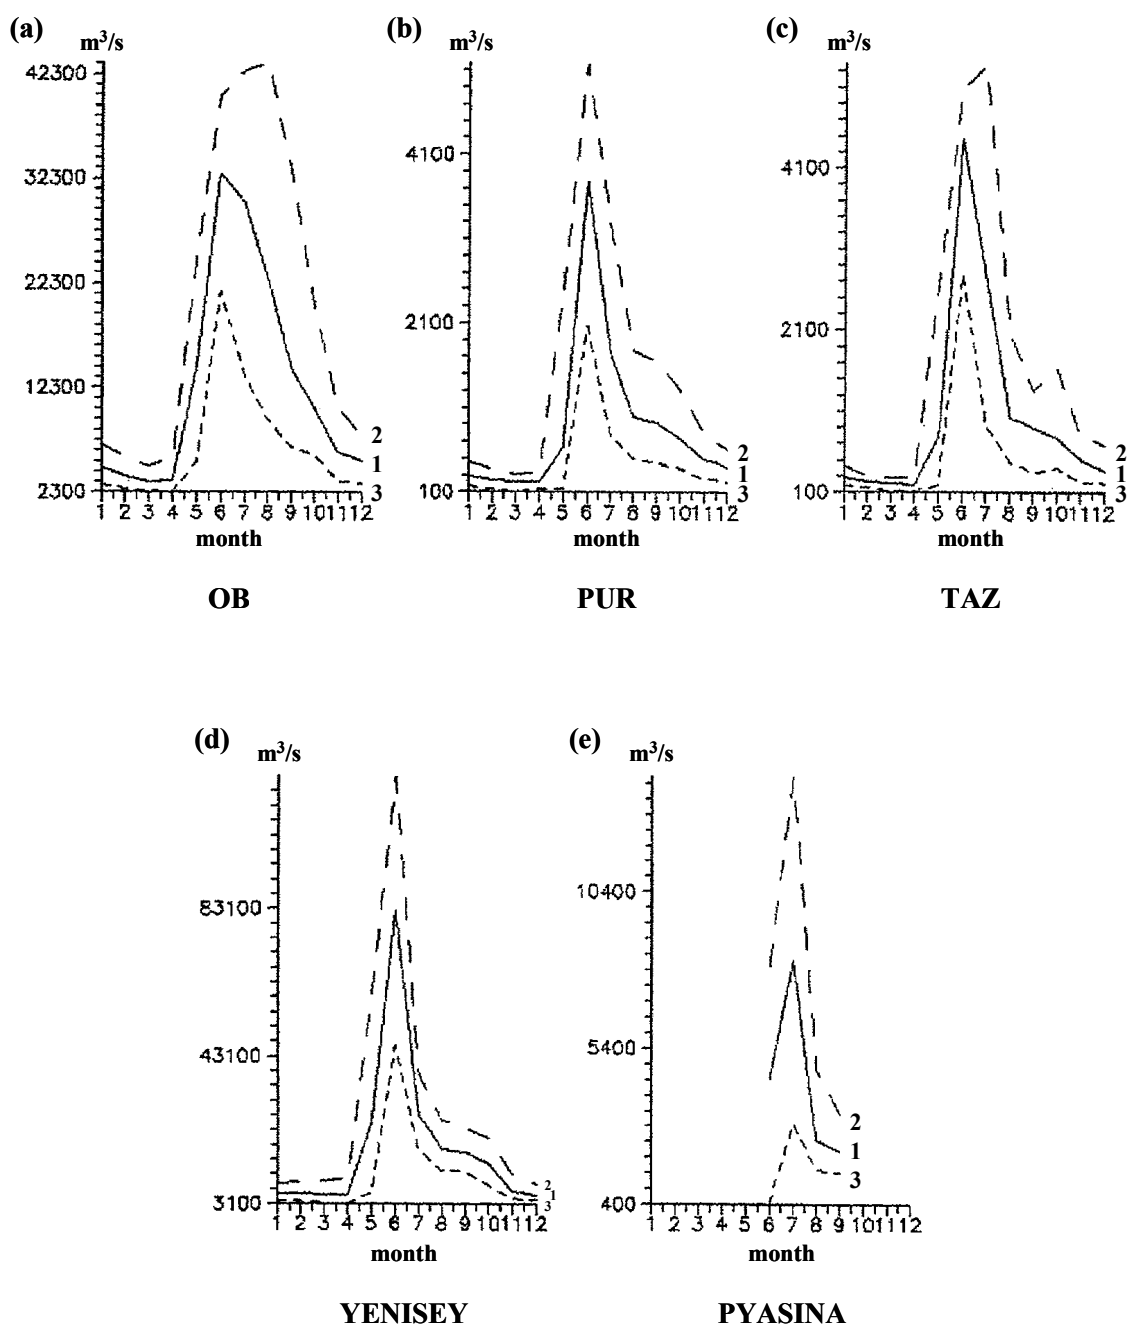 (a) m³/s
42300
32300
22300
12300
2300
2
1
3
1 2 3 4 5 6 7 8 9 10 11 12
month
OB
(b) m³/s
4100
2100
100
2
1
3
1 2 3 4 5 6 7 8 9 10 11 12
month
PUR
(c) m³/s
4100
2100
100
2
1
3
1 2 3 4 5 6 7 8 9 10 11 12
month
TAZ
(d) m³/s
83100
43100
3100
2
1
3
1 2 3 4 5 6 7 8 9 10 11 12
month
YENISEY
(e) m³/s
10400
5400
400
2
1
3
1 2 3 4 5 6 7 8 9 10 11 12
month
PYASINA